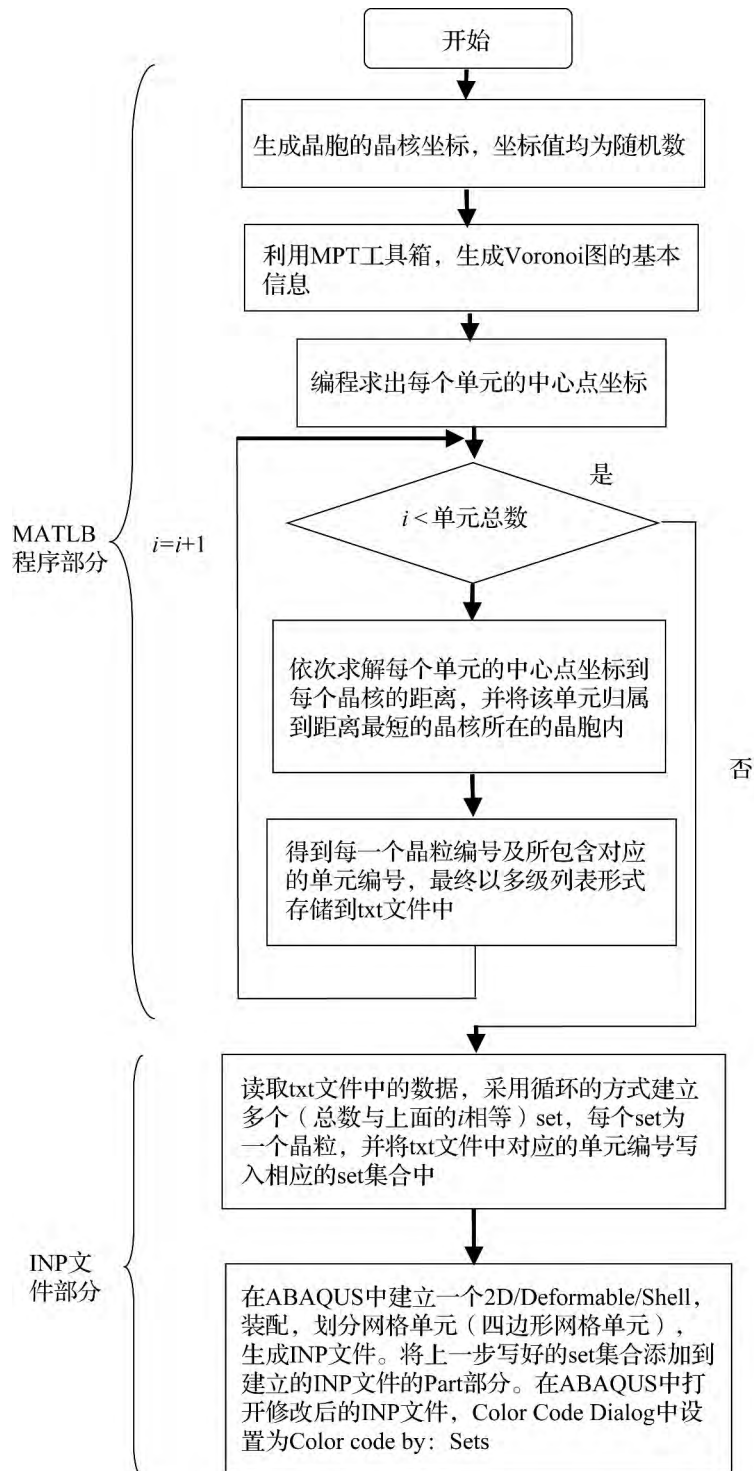 开始
生成晶胞的晶核坐标，坐标值均为随机数
利用MPT工具箱，生成Voronoi图的基本
信息
编程求出每个单元的中心点坐标
是
i < 单元总数
MATLB
程序部分
i=i+1
依次求解每个单元的中心点坐标到
每个晶核的距离，并将该单元归属
到距离最短的晶核所在的晶胞内
否
得到每一个晶粒编号及所包含对应
的单元编号，最终以多级列表形式
存储到txt文件中
读取txt文件中的数据，采用循环的方式建立
多个（总数与上面的i相等）set，每个set为
一个晶粒，并将txt文件中对应的单元编号写
入相应的set集合中
INP文
件部分
在ABAQUS中建立一个2D/Deformable/Shell，
装配，划分网格单元（四边形网格单元），
生成INP文件。将上一步写好的set集合添加到
建立的INP文件的Part部分。在ABAQUS中打
开修改后的INP文件，Color Code Dialog中设
置为Color code by：Sets